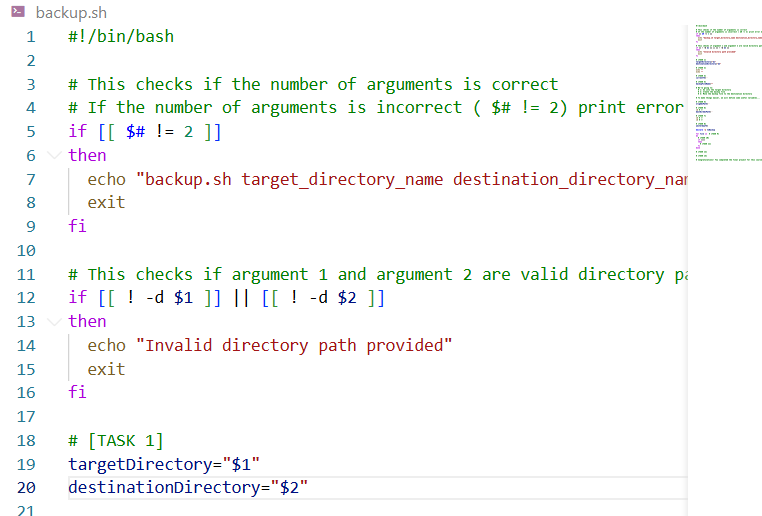 backup.sh
1 #!/bin/bash
2
3 # This checks if the number of arguments is correct
4 # If the number of arguments is incorrect ( $# != 2) print error
5 if [[ $# != 2 ]]
6 then
7 echo "backup.sh target_directory_name destination_directory_na
8 exit
9 fi
10
11 # This checks if argument 1 and argument 2 are valid directory pa
12 if [[ ! -d $1 ]] || [[ ! -d $2 ]]
13 then
14 echo "Invalid directory path provided"
15 exit
16 fi
17
18 # [TASK 1]
19 targetDirectory="$1"
20 destinationDirectory="$2"
21